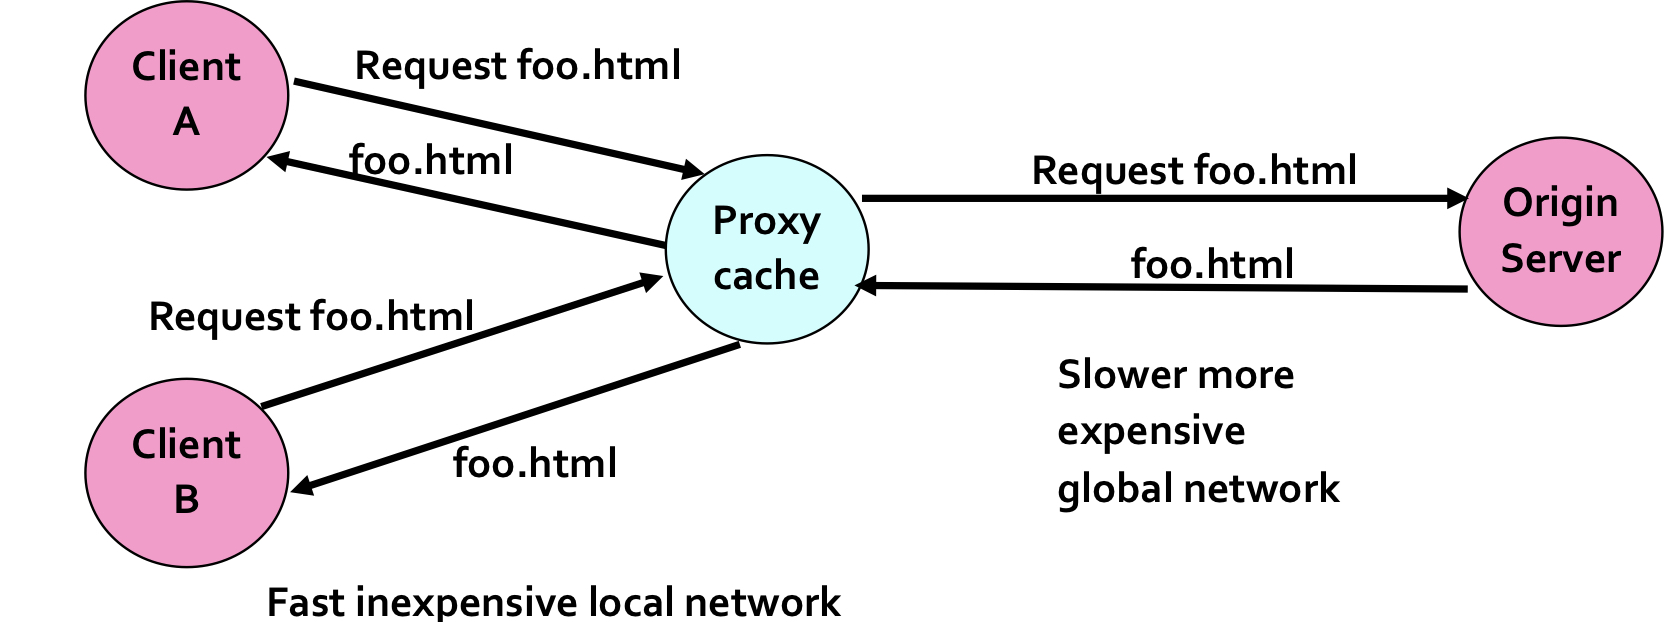 Client
A
Request foo.html
foo.html
Proxy
cache
Request foo.html
foo.html
Origin
Server
Request foo.html
Client
B
foo.html
Slower more
expensive
global network
Fast inexpensive local network